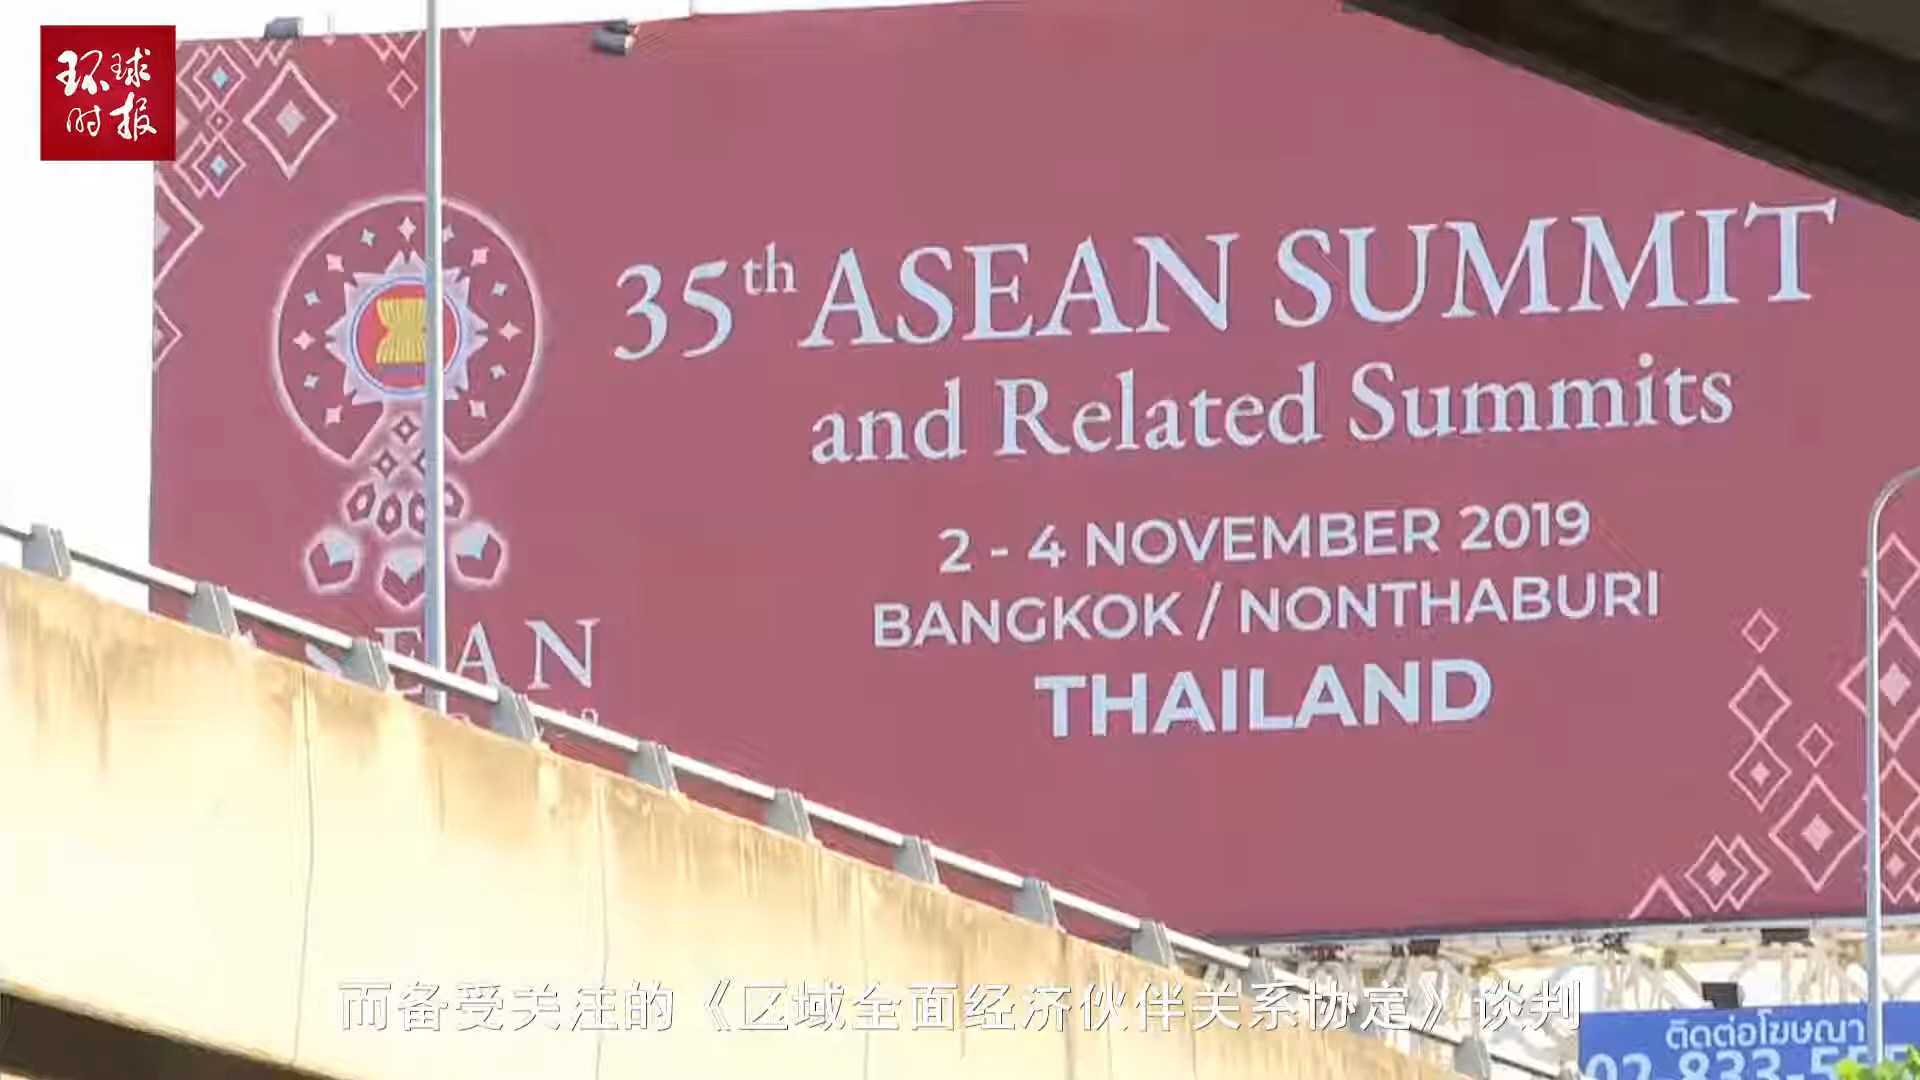 环球
时报
35th ASEAN SUMMIT
and Related Summits
2 - 4 NOVEMBER 2019
BANGKOK / NONTHABURI
THAILAND
EAN
而备受关注的《区域全面经济伙伴关系协定》谈判
ติดต่อโฆษณา
02-833-555